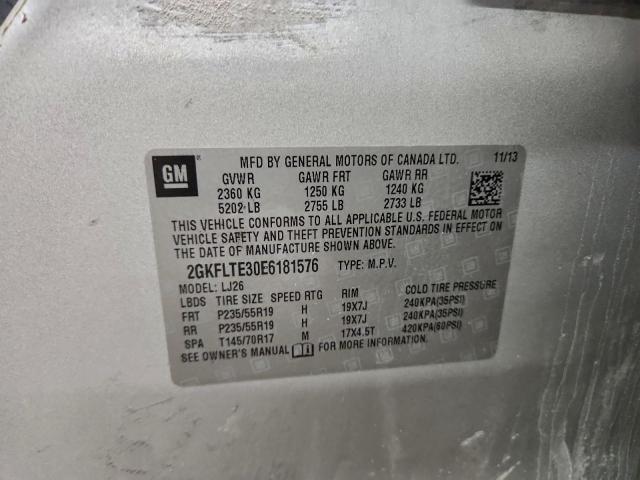 GM
MFD BY GENERAL MOTORS OF CANADA LTD. 11/13
GVWR GAWR FRT GAWR RR
2360 KG 1250 KG 1240 KG
5202 LB 2755 LB 2733 LB
THIS VEHICLE CONFORMS TO ALL APPLICABLE U.S. FEDERAL MOTOR
VEHICLE SAFETY AND THEFT PREVENTION STANDARDS IN EFFECT ON
THE DATE OF MANUFACTURE SHOWN ABOVE.
2GKFLTE30E6181576 TYPE: M.P.V.
MODEL: LJ26
LBDS TIRE SIZE SPEED RTG RIM COLD TIRE PRESSURE
FRT P235/55R19 H 19X7J 240KPA(35PSI)
RR P235/55R19 H 19X7J 240KPA(35PSI)
SPA T145/70R17 M 17X4.5T 420KPA(60PSI)
SEE OWNER'S MANUAL FOR MORE INFORMATION.